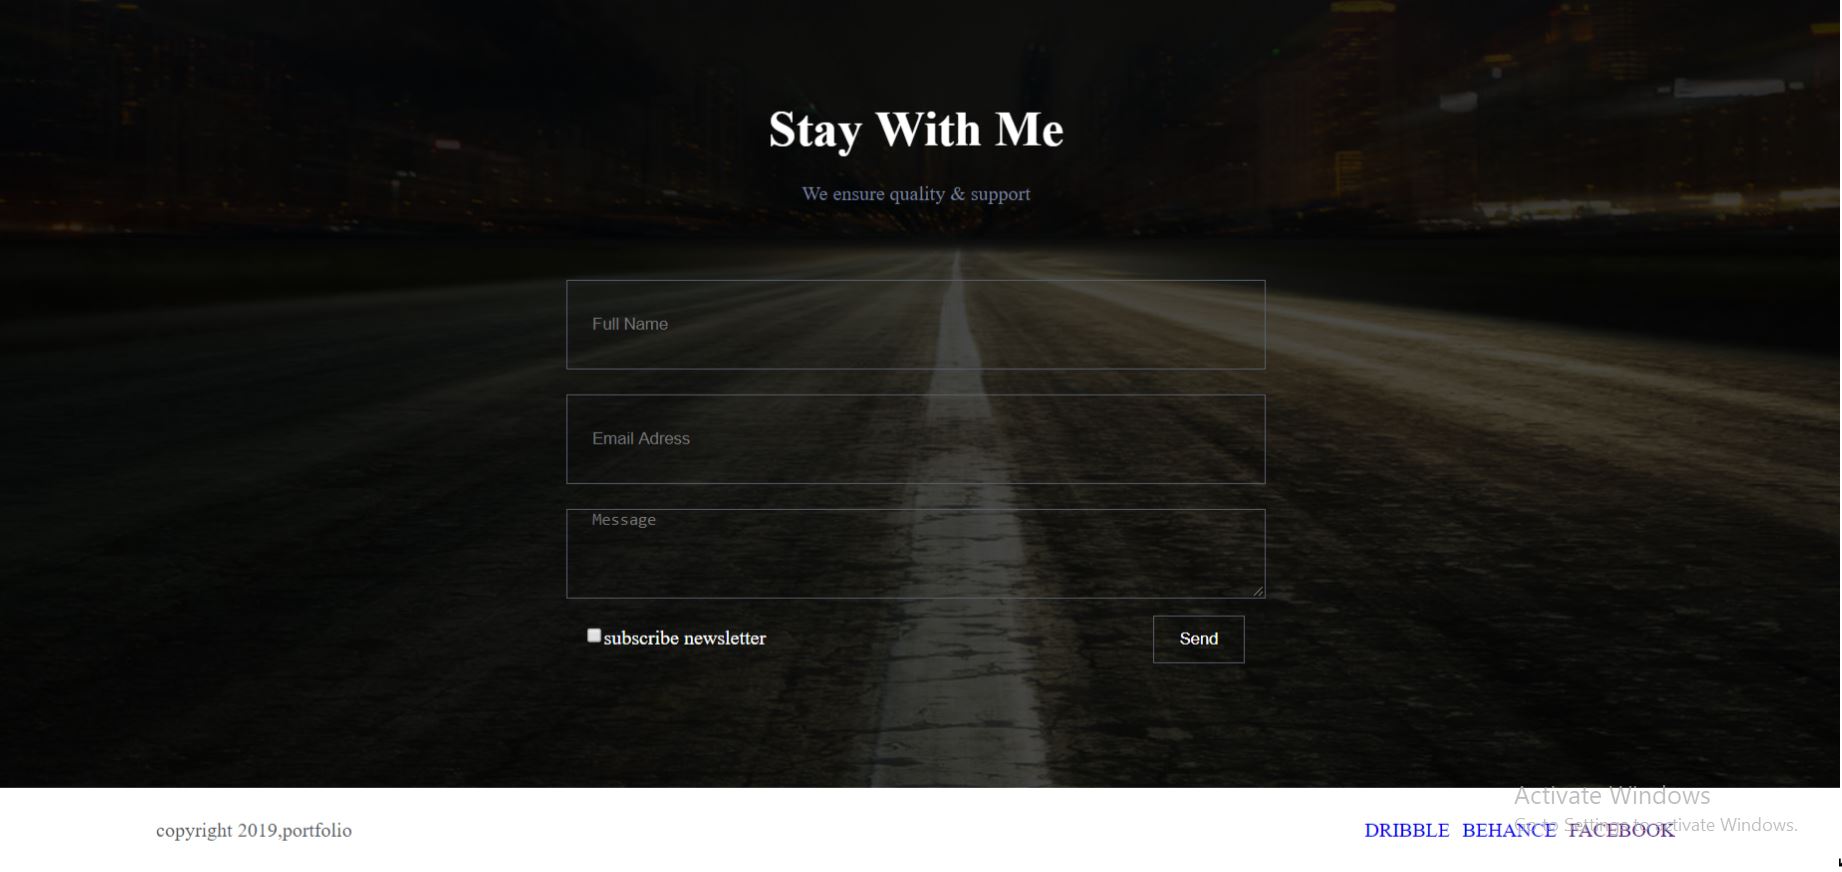 Stay With Me
We ensure quality & support
Full Name
Email Adress
Message
subscribe newsletter
Send
copyright 2019,portfolio
DRIBBLE BEHANCE FACEBOOK
Activate Windows
Go to Settings to activate Windows.